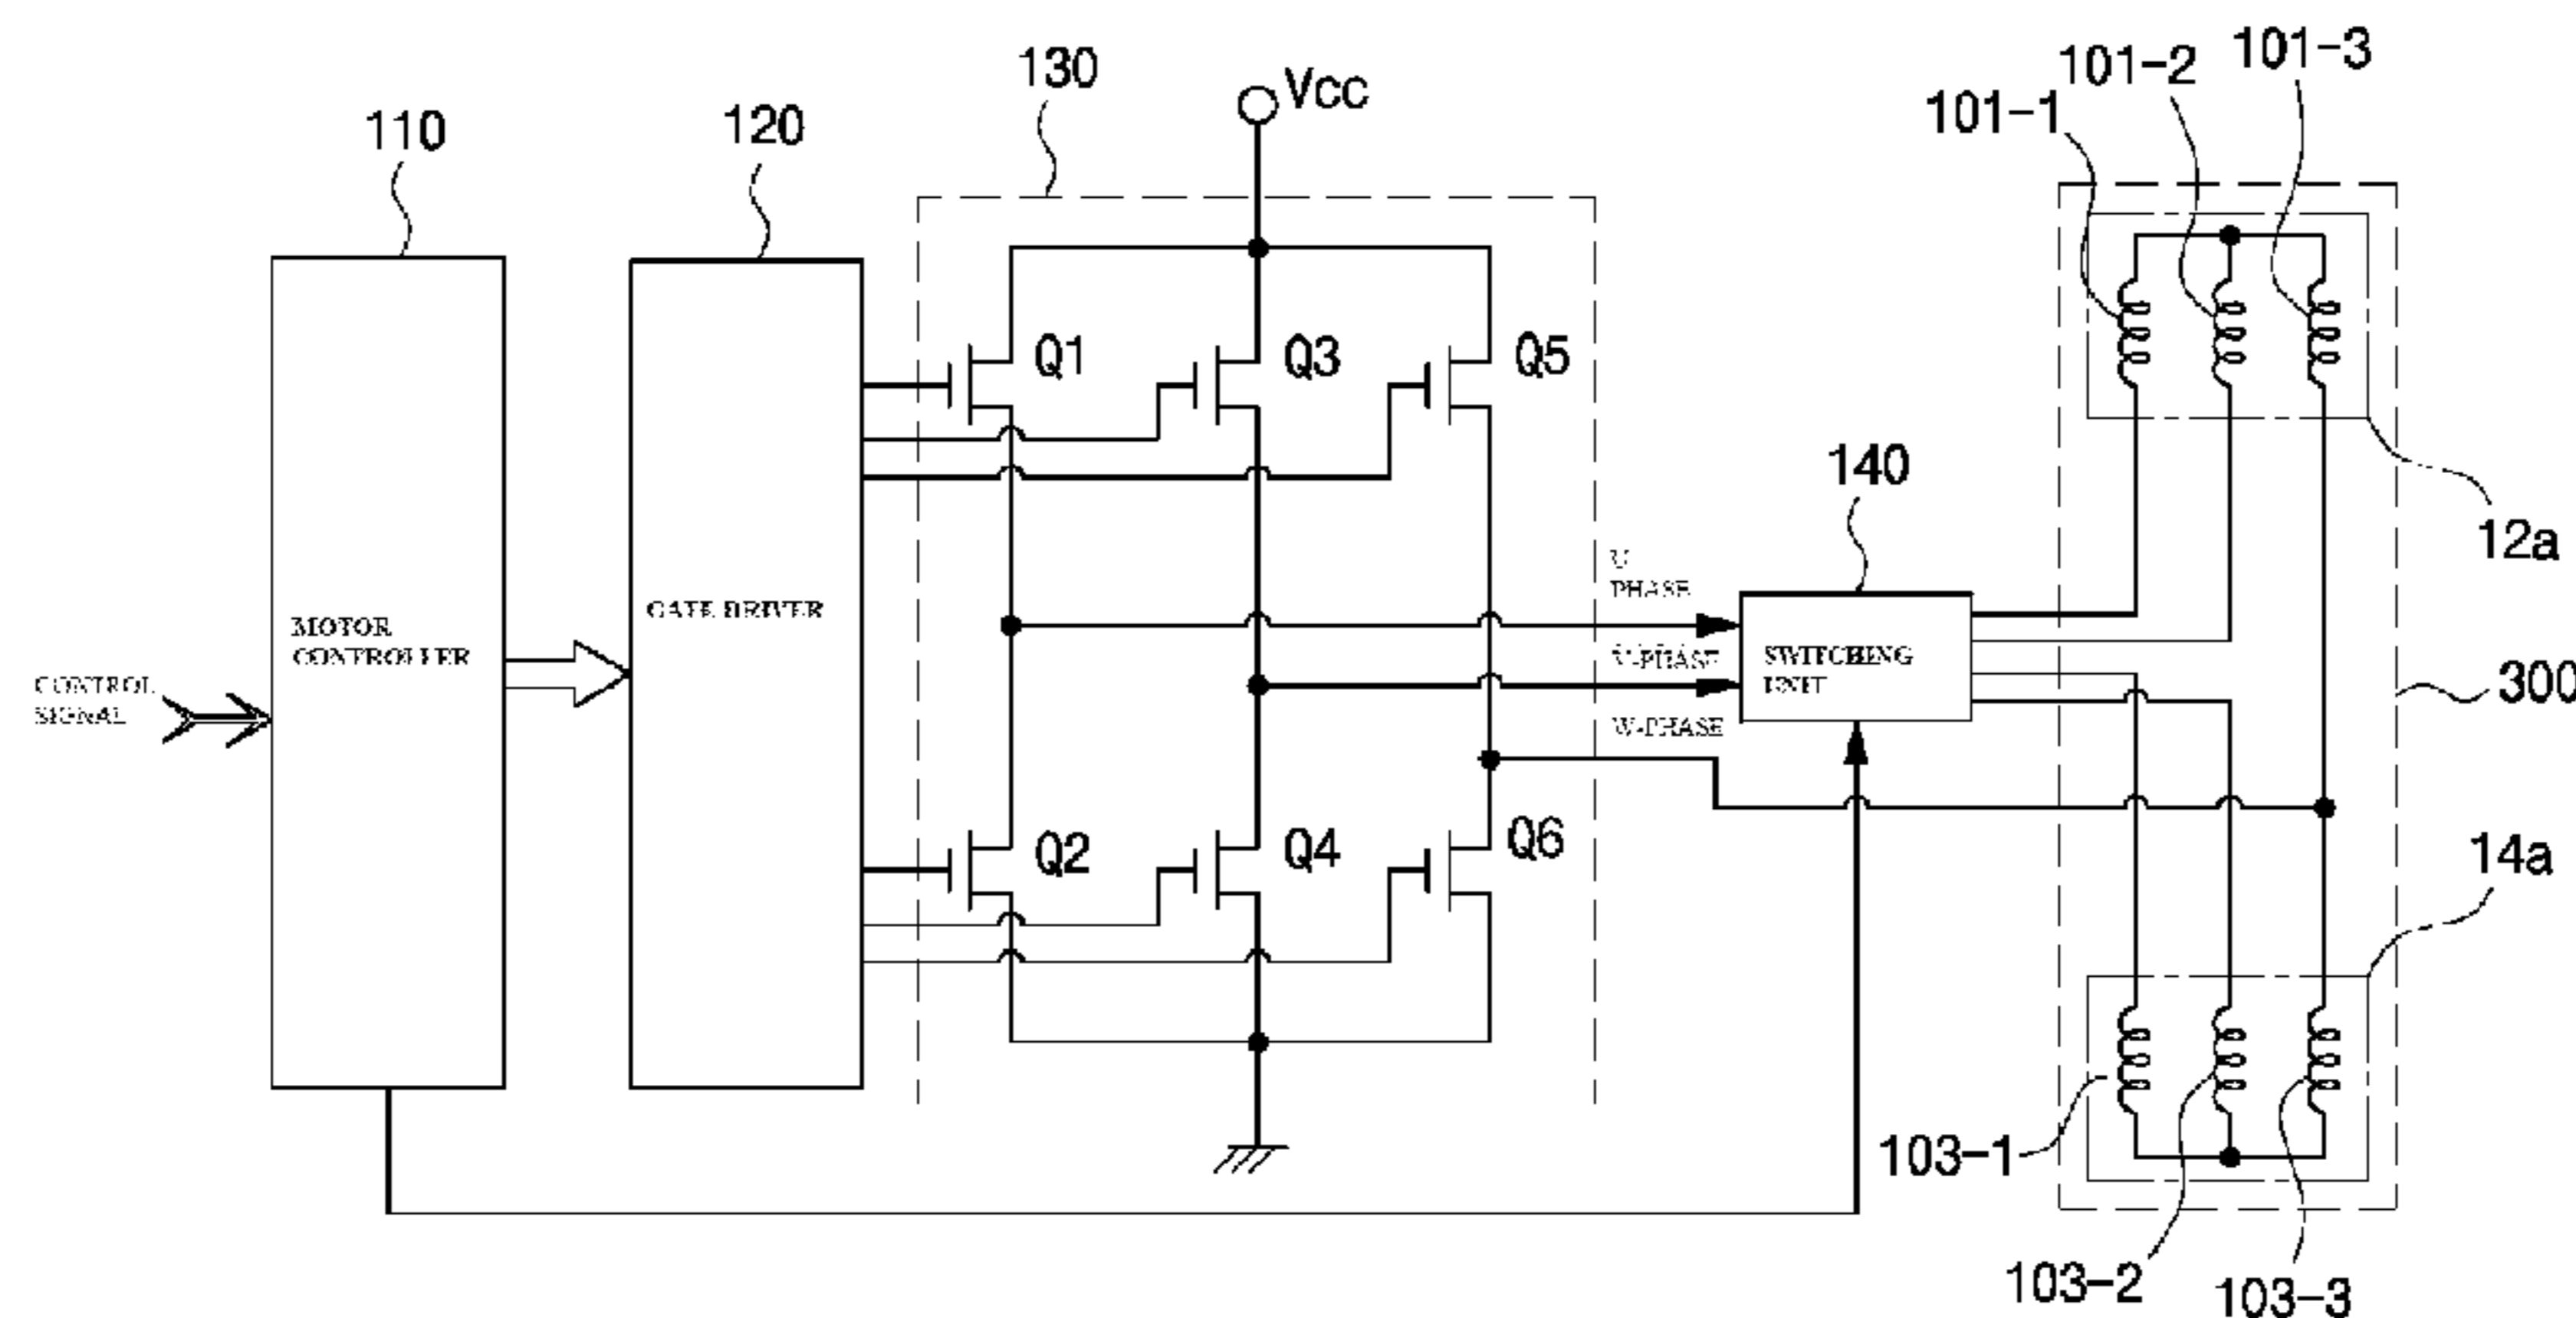 101-3
101-2
130
Vcc
101-1
110
120
Q1
Q3
Q5
140
12a
U
PHASE
GATE DRIVER
MOTOR
CONTROLLER
V-PHASE
SWITCHING
UNIT
300
CONTROL
SIGNAL
W-PHASE
Q2
Q4
Q6
14a
103-1
103-2
103-3